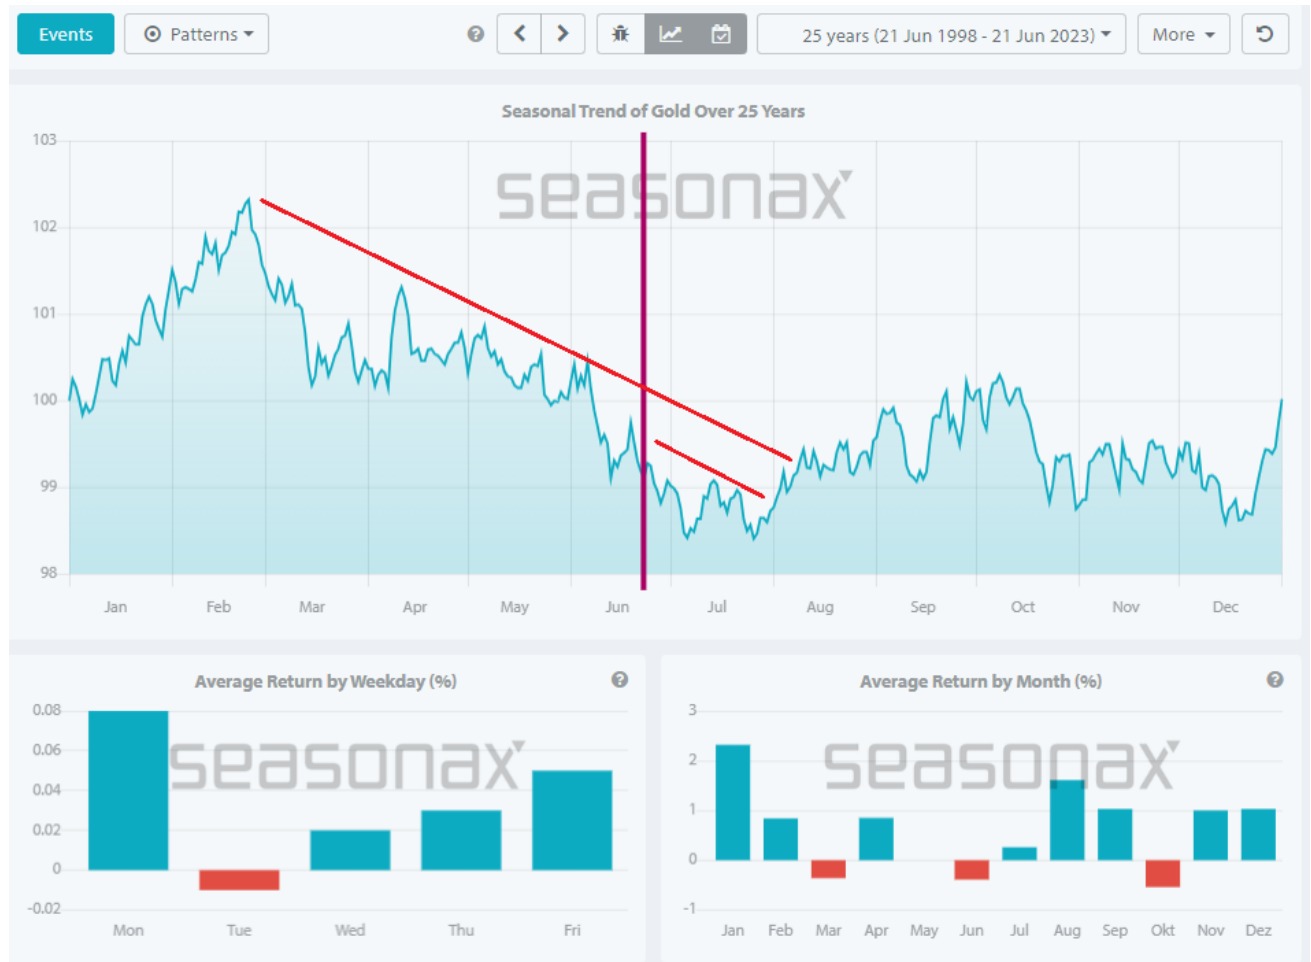 Events
Patterns
25 years (21 Jun 1998 - 21 Jun 2023)
More
Seasonal Trend of Gold Over 25 Years
seasonax
103
102
101
100
99
98
Jan Feb Mar Apr May Jun Jul Aug Sep Oct Nov Dec
Average Return by Weekday (%)
seasonax
0.08
0.06
0.04
0.02
0
-0.02
Mon Tue Wed Thu Fri
Average Return by Month (%)
seasonax
3
2
1
0
-1
Jan Feb Mar Apr May Jun Jul Aug Sep Okt Nov Dez